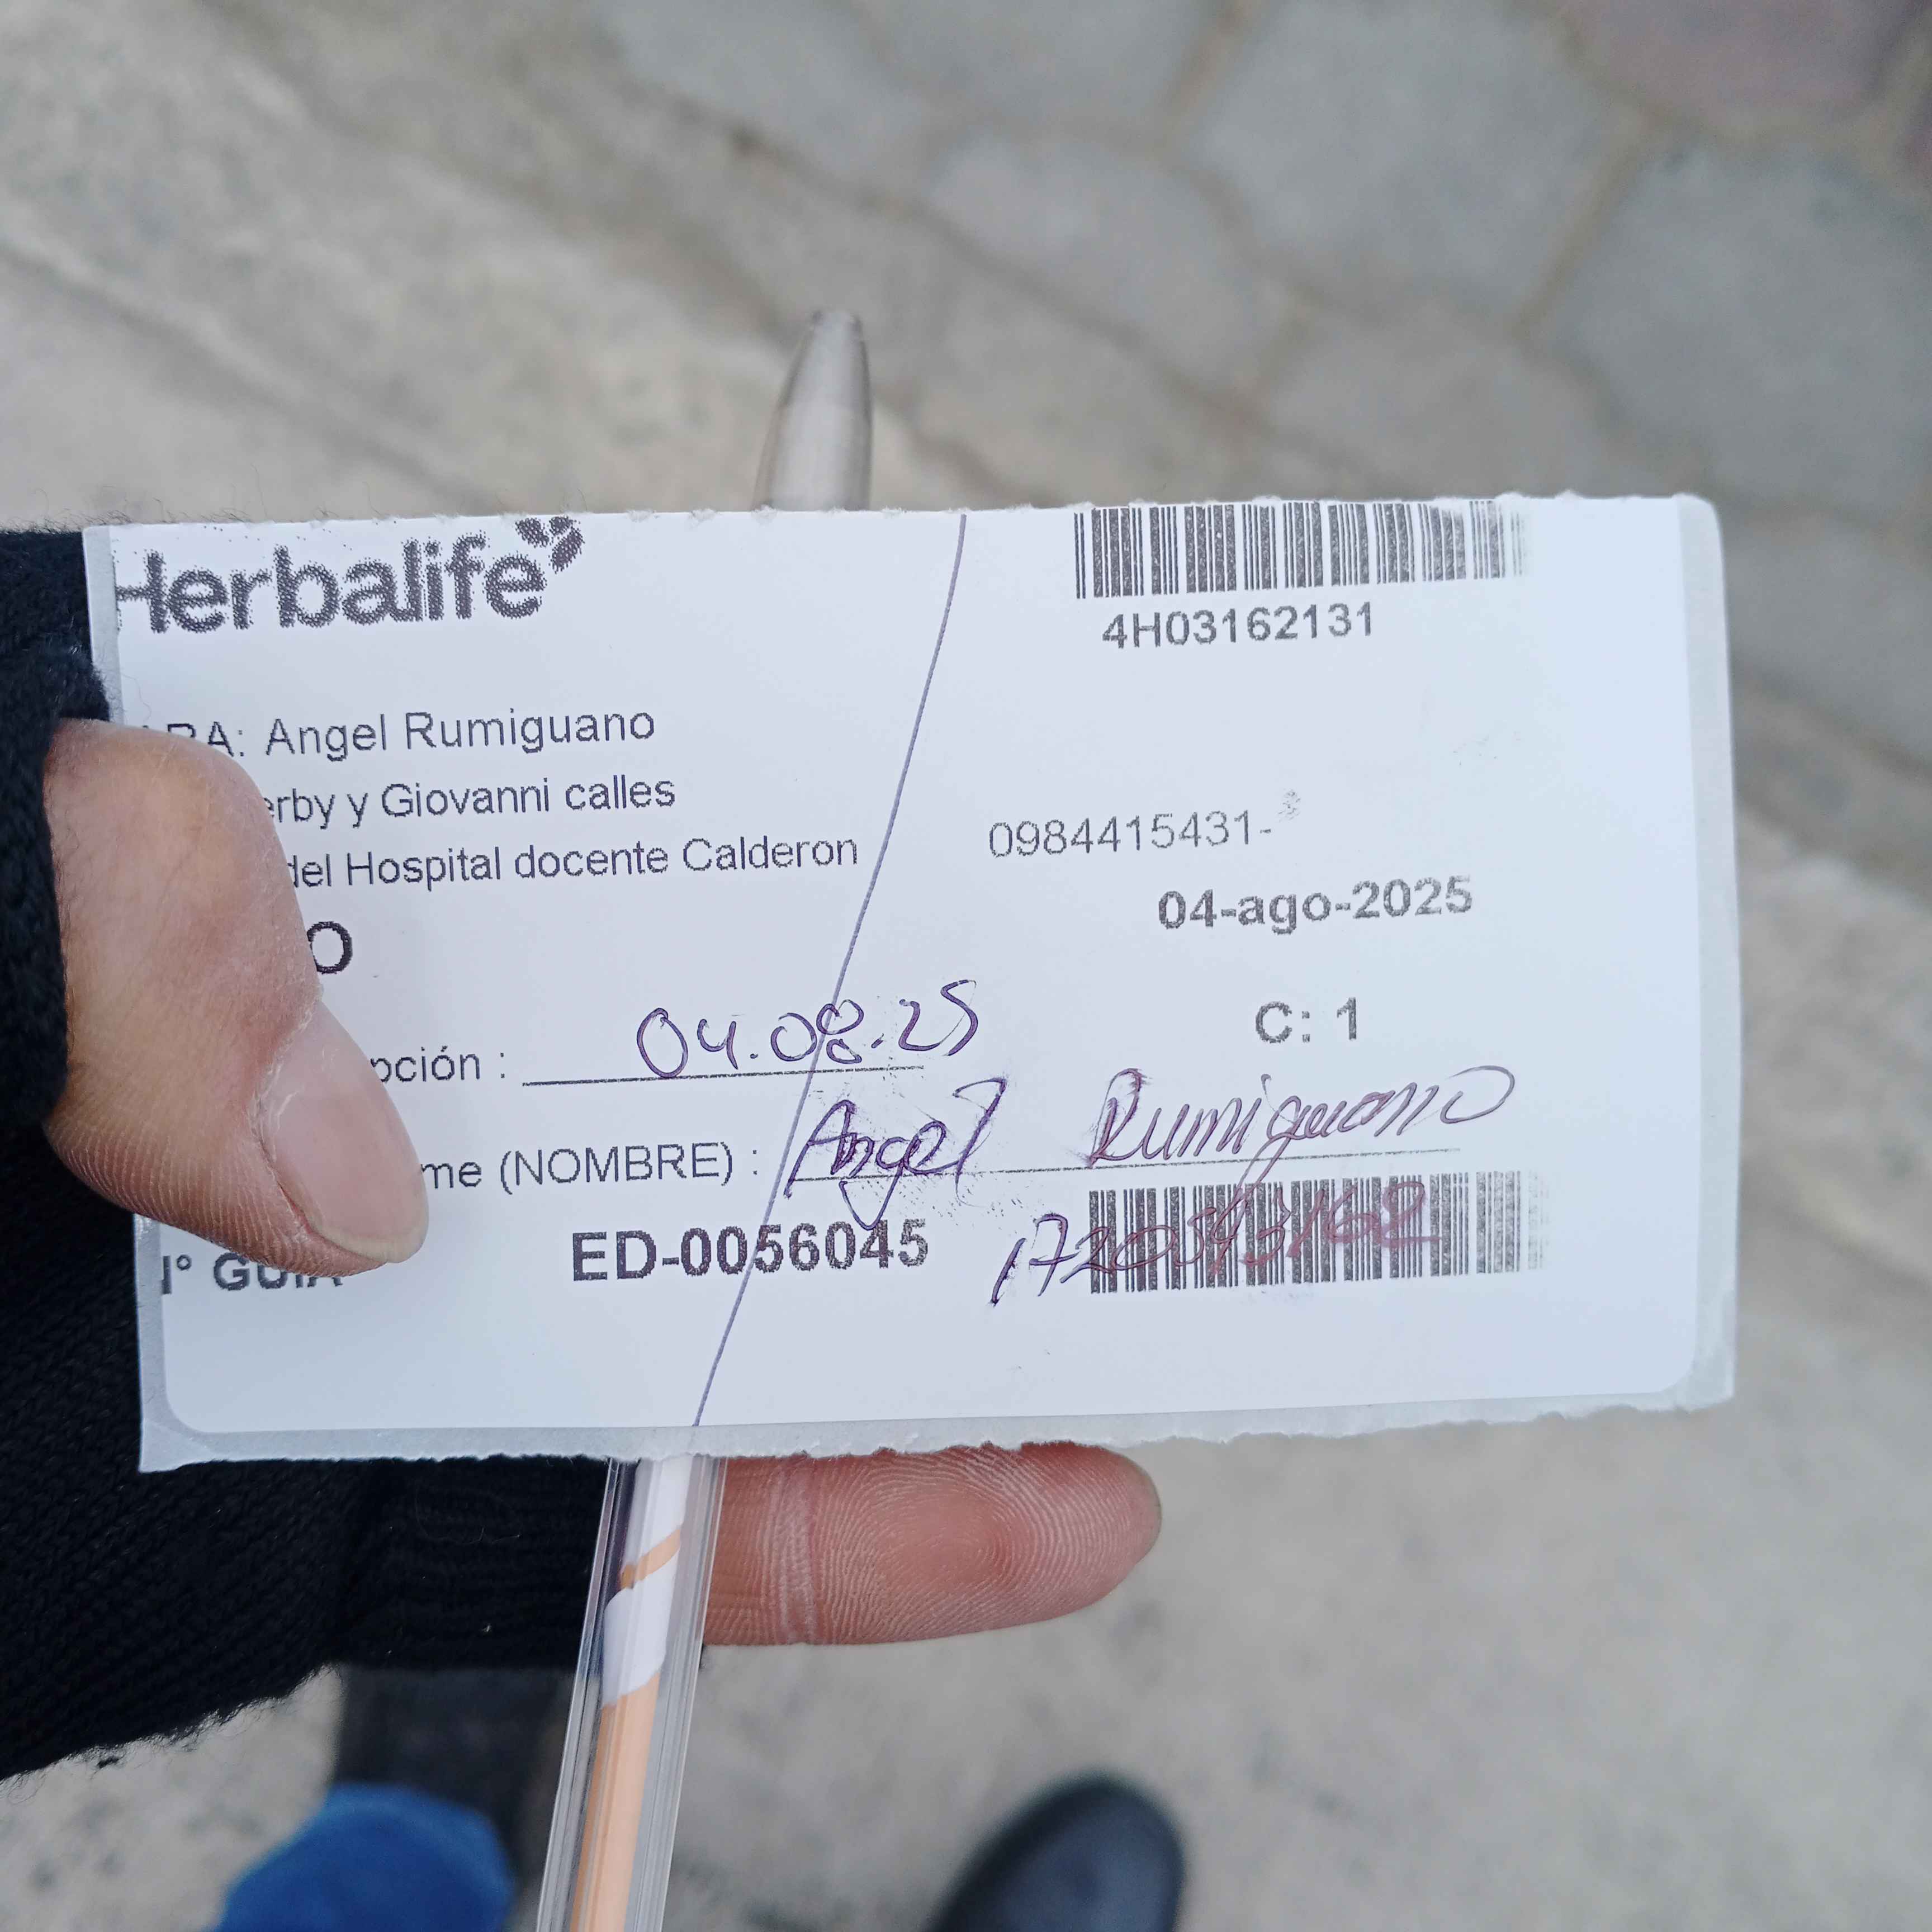 Herbalife
4H03162131
RA: Angel Rumiguano
erby y Giovanni calles
0984415431-
del Hospital docente Calderon
04-ago-2025
O
C: 1
pción : 04.08.25
me (NOMBRE) : Angel Rumiguano
N° GUIA ED-0056045